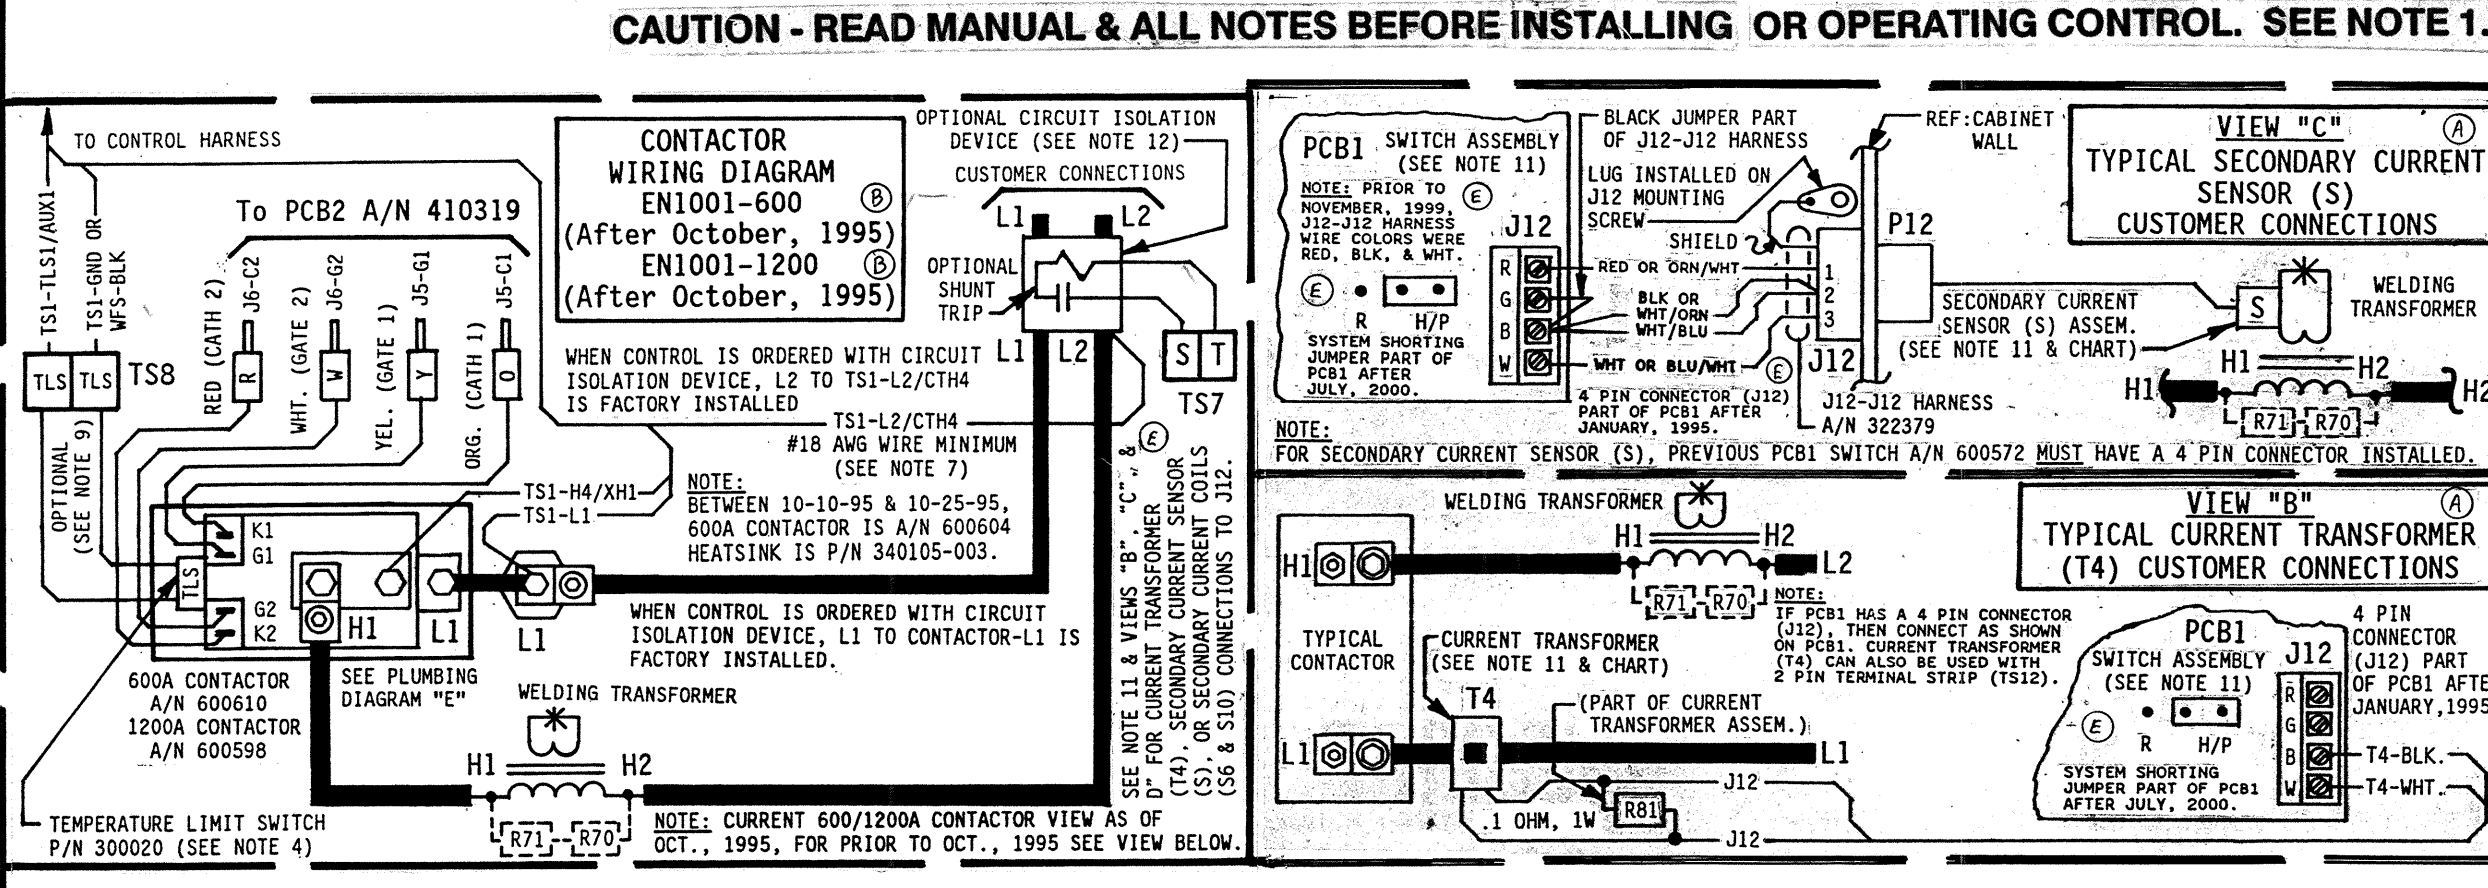 CAUTION - READ MANUAL & ALL NOTES BEFORE INSTALLING OR OPERATING CONTROL. SEE NOTE 1.
TO CONTROL HARNESS
TS1-TLS1/AUX1
TS1-GND OR
WFS-BLK
To PCB2 A/N 410319
RED (CATH 2)
J6-C2
WHT. (GATE 2)
J6-G2
YEL. (GATE 1)
J5-G1
ORG. (CATH 1)
J5-C1
R
W
Y
O
TLS
TLS
TS8
CONTACTOR
WIRING DIAGRAM
EN1001-600
B
(After October, 1995)
EN1001-1200
B
(After October, 1995)
OPTIONAL CIRCUIT ISOLATION
DEVICE (SEE NOTE 12)
CUSTOMER CONNECTIONS
L1
L2
OPTIONAL
SHUNT
TRIP
L1
L2
S
T
TS7
WHEN CONTROL IS ORDERED WITH CIRCUIT
ISOLATION DEVICE, L2 TO TS1-L2/CTH4
IS FACTORY INSTALLED
TS1-L2/CTH4
#18 AWG WIRE MINIMUM
(SEE NOTE 7)
OPTIONAL
(SEE NOTE 9)
TS1-H4/XH1
TS1-L1
NOTE:
BETWEEN 10-10-95 & 10-25-95,
600A CONTACTOR IS A/N 600604
HEATSINK IS P/N 340105-003.
K1
G1
TLS
G2
K2
H1
L1
L1
WHEN CONTROL IS ORDERED WITH CIRCUIT
ISOLATION DEVICE, L1 TO CONTACTOR-L1 IS
FACTORY INSTALLED.
600A CONTACTOR
A/N 600610
1200A CONTACTOR
A/N 600598
SEE PLUMBING
DIAGRAM "E"
WELDING TRANSFORMER
H1
H2
R71
R70
TEMPERATURE LIMIT SWITCH
P/N 300020 (SEE NOTE 4)
NOTE: CURRENT 600/1200A CONTACTOR VIEW AS OF
OCT., 1995, FOR PRIOR TO OCT., 1995 SEE VIEW BELOW.
E
SEE NOTE 11 & VIEWS "B", "C", &
D" FOR CURRENT TRANSFORMER
(T4), SECONDARY CURRENT SENSOR
(S), OR SECONDARY CURRENT COILS
(S6 & S10) CONNECTIONS TO J12.
PCB1
SWITCH ASSEMBLY
(SEE NOTE 11)
NOTE: PRIOR TO
NOVEMBER, 1999,
J12-J12 HARNESS
WIRE COLORS WERE
RED, BLK, & WHT.
E
E
R
H/P
SYSTEM SHORTING
JUMPER PART OF
PCB1 AFTER
JULY, 2000.
J12
R
G
B
W
BLACK JUMPER PART
OF J12-J12 HARNESS
LUG INSTALLED ON
J12 MOUNTING
SCREW
SHIELD
RED OR ORN/WHT
BLK OR
WHT/ORN
WHT/BLU
WHT OR BLU/WHT
E
4 PIN CONNECTOR (J12)
PART OF PCB1 AFTER
JANUARY, 1995.
1
2
3
J12
P12
REF:CABINET
WALL
J12-J12 HARNESS
A/N 322379
VIEW "C"
A
TYPICAL SECONDARY CURRENT
SENSOR (S)
CUSTOMER CONNECTIONS
SECONDARY CURRENT
SENSOR (S) ASSEM.
(SEE NOTE 11 & CHART)
S
WELDING
TRANSFORMER
H1
H2
H1
H2
R71
R70
NOTE:
FOR SECONDARY CURRENT SENSOR (S), PREVIOUS PCB1 SWITCH A/N 600572 MUST HAVE A 4 PIN CONNECTOR INSTALLED.
WELDING TRANSFORMER
H1
H1
H2
L2
R71
R70
TYPICAL
CONTACTOR
CURRENT TRANSFORMER
(SEE NOTE 11 & CHART)
T4
(PART OF CURRENT
TRANSFORMER ASSEM.)
L1
L1
J12
R81
.1 OHM, 1W
J12
NOTE:
IF PCB1 HAS A 4 PIN CONNECTOR
(J12), THEN CONNECT AS SHOWN
ON PCB1. CURRENT TRANSFORMER
(T4) CAN ALSO BE USED WITH
2 PIN TERMINAL STRIP (TS12).
VIEW "B"
A
TYPICAL CURRENT TRANSFORMER
(T4) CUSTOMER CONNECTIONS
PCB1
SWITCH ASSEMBLY
(SEE NOTE 11)
E
R
H/P
SYSTEM SHORTING
JUMPER PART OF PCB1
AFTER JULY, 2000.
J12
R
G
B
W
4 PIN
CONNECTOR
(J12) PART
OF PCB1 AFTE
JANUARY,1995
T4-BLK.
T4-WHT.